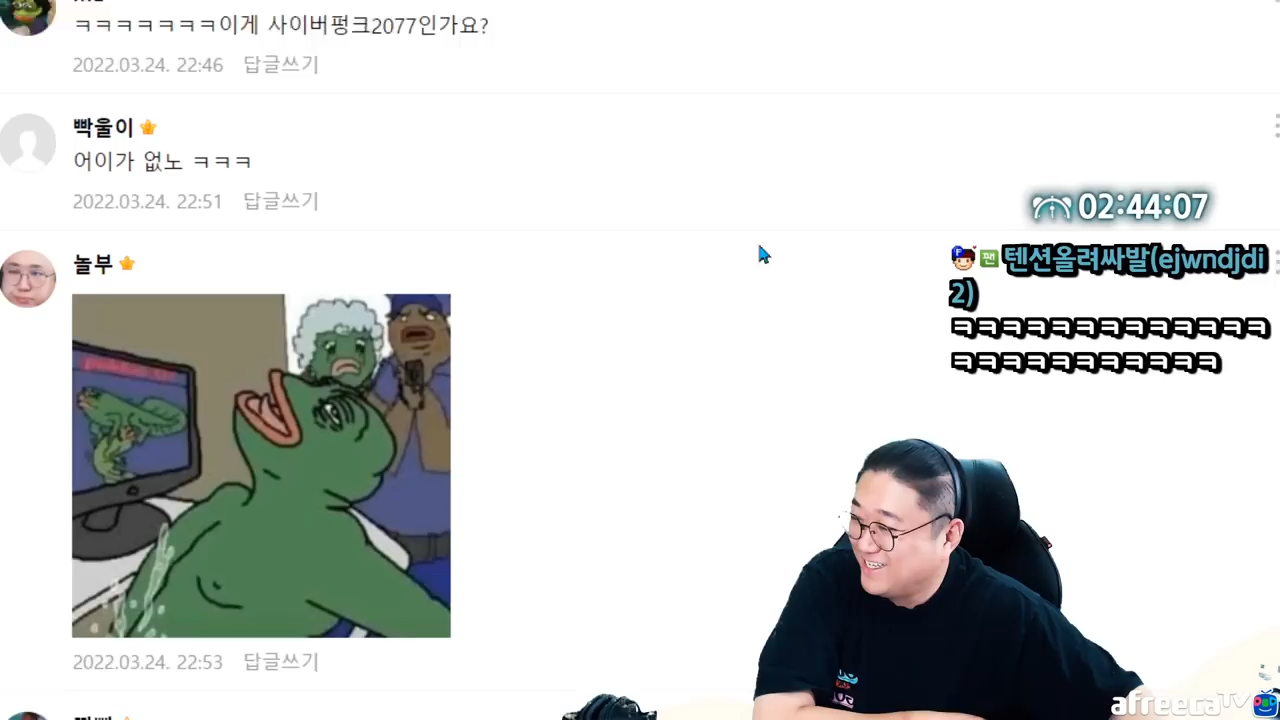 ㅋㅋㅋㅋㅋㅋㅋ이게 사이버펑크2077인가요?
2022.03.24. 22:46 답글쓰기
빡울이
어이가 없노 ㅋㅋㅋ
2022.03.24. 22:51 답글쓰기
02:44:07
놀부
팬 텐션올려싸발(ejwndjdi
2)
ㅋㅋㅋㅋㅋㅋㅋㅋㅋㅋㅋㅋㅋ
ㅋㅋㅋㅋㅋㅋㅋㅋㅋㅋㅋ
2022.03.24. 22:53 답글쓰기
afreecaTV